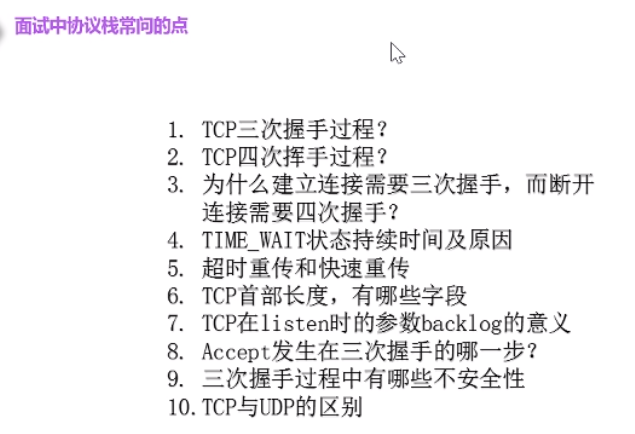 面试中协议栈常问的点
1. TCP三次握手过程?
2. TCP四次挥手过程?
3. 为什么建立连接需要三次握手，而断开
连接需要四次握手?
4. TIME_WAIT状态持续时间及原因
5. 超时重传和快速重传
6. TCP首部长度，有哪些字段
7. TCP在listen时的参数backlog的意义
8. Accept发生在三次握手的哪一步?
9. 三次握手过程中有哪些不安全性
10. TCP与UDP的区别